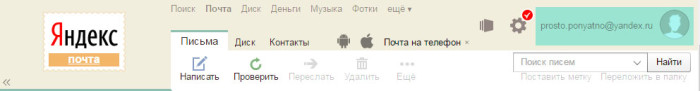 Поиск Почта Диск Деньги Музыка Фотки ещё
Яндекс
почта
prosto.ponyatno@yandex.ru
Письма Диск Контакты Почта на телефон ×
Написать Проверить Переслать Удалить Ещё
Поиск писем Найти
Поставить метку Переложить в папку
«